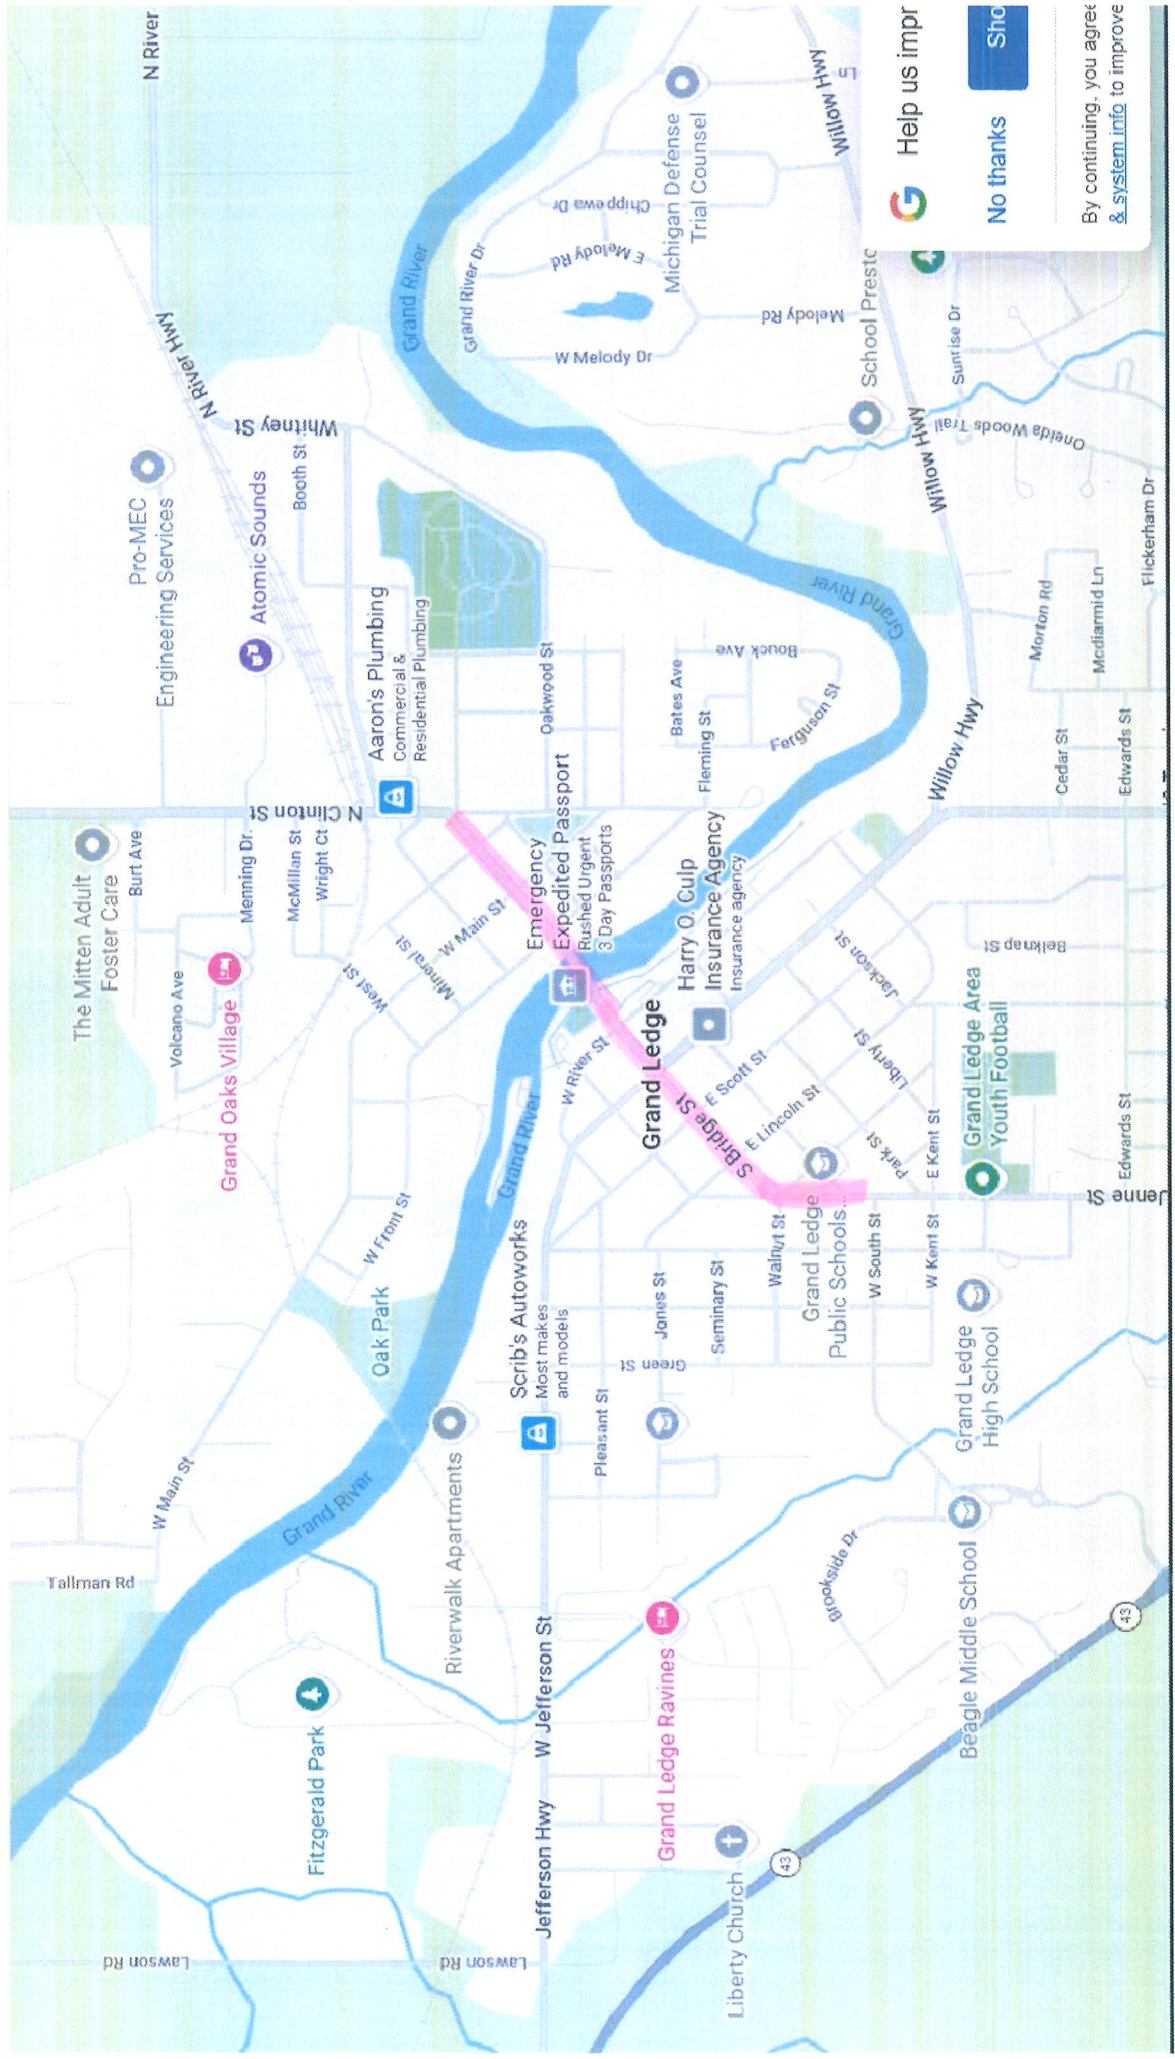 Tallman Rd
Lawson Rd
W Main St
Fitzgerald Park
Grand River
Oak Park
W Front St
Grand Oaks Village
Volcano Ave
The Mitten Adult
Foster Care
Burt Ave
Menning Dr.
McMillan St
Wright Ct
N Clinton St
Pro-MEC
Engineering Services
Atomic Sounds
Booth St
Whitney St
N River Hwy
N River
West St
Mineral St
W Main St
Aaron's Plumbing
Commercial &
Residential Plumbing
Grand River
Grand River Dr
Riverwalk Apartments
Lawson Rd
Jefferson Hwy
W Jefferson St
Scrib's Autoworks
Most makes
and models
Grand River
W River St
Emergency
Expedited Passport
Rushed Urgent
3 Day Passports
Oakwood St
W Melody Dr
E Melody Rd
Chippewa Dr
Michigan Defense
Trial Counsel
Pleasant St
Green St
Jones St
Seminary St
Grand Ledge
Harry O. Culp
Insurance Agency
Insurance agency
Bates Ave
Fleming St
Bouck Ave
Ferguson St
Melody Rd
Grand Ledge Ravines
Liberty Church
43
Walnut St
S Bridge St
E Scott St
E Lincoln St
Grand Ledge
Public Schools...
Park St
Liberty St
Jackson St
Grand River
School Presto
Willow Hwy
Ln
Brookside Dr
W South St
W Kent St
E Kent St
Willow Hwy
Willow Hwy
Sunrise Dr
Oneida Woods Trail
Beagle Middle School
Grand Ledge
High School
Grand Ledge Area
Youth Football
Belknap St
Cedar St
Morton Rd
Mcdiarmid Ln
43
Jenne St
Edwards St
Edwards St
Flickerham Dr
Help us impr
No thanks
Sho
By continuing, you agree
& system info to improve